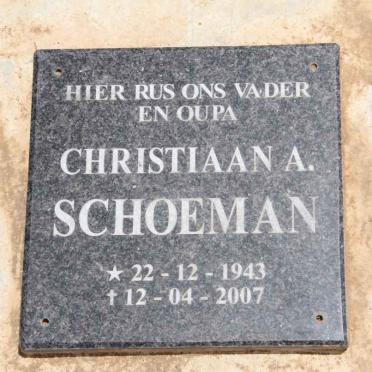 HIER RUS ONS VADER
EN OUPA
CHRISTIAAN A.
SCHOEMAN
★ 22 - 12 - 1943
† 12 - 04 - 2007